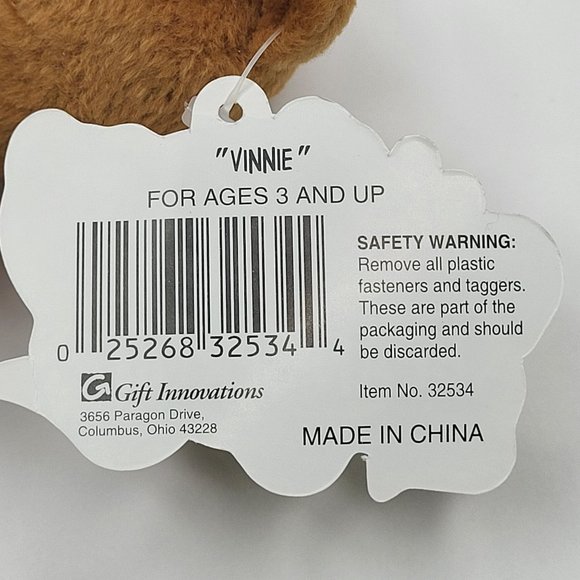 "VINNIE"
FOR AGES 3 AND UP
0 25268 32534 4
SAFETY WARNING:
Remove all plastic
fasteners and taggers.
These are part of the
packaging and should
be discarded.
G Gift Innovations
3656 Paragon Drive,
Columbus, Ohio 43228
Item No. 32534
MADE IN CHINA